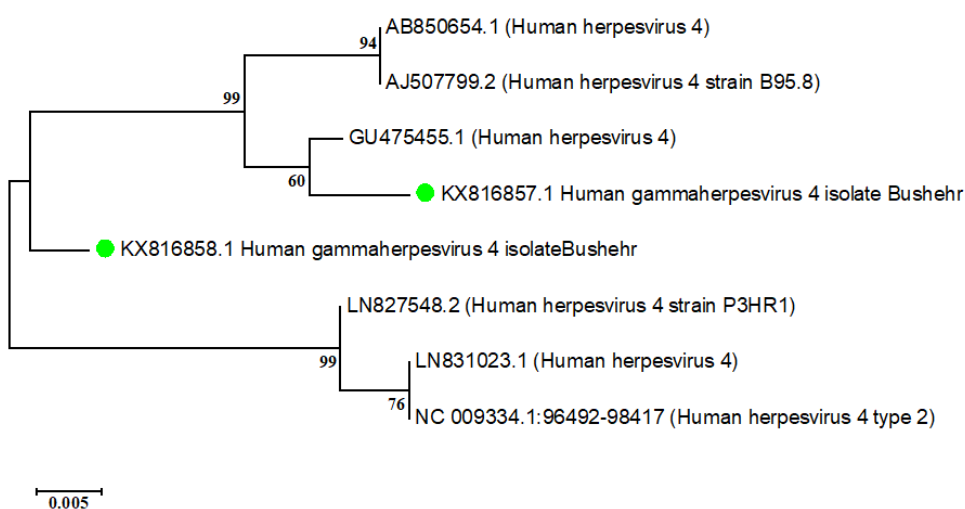 AB850654.1 (Human herpesvirus 4)
94
AJ507799.2 (Human herpesvirus 4 strain B95.8)
99
GU475455.1 (Human herpesvirus 4)
60
KX816857.1 Human gammaherpesvirus 4 isolate Bushehr
KX816858.1 Human gammaherpesvirus 4 isolateBushehr
LN827548.2 (Human herpesvirus 4 strain P3HR1)
99
LN831023.1 (Human herpesvirus 4)
76
NC 009334.1:96492-98417 (Human herpesvirus 4 type 2)
0.005